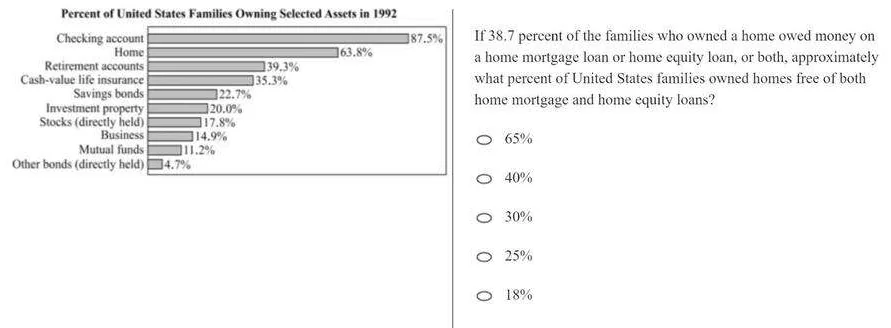 Percent of United States Families Owning Selected Assets in 1992
Checking account 87.5%
Home 63.8%
Retirement accounts 39.3%
Cash-value life insurance 35.3%
Savings bonds 22.7%
Investment property 20.0%
Stocks (directly held) 17.8%
Business 14.9%
Mutual funds 11.2%
Other bonds (directly held) 4.7%
If 38.7 percent of the families who owned a home owed money on
a home mortgage loan or home equity loan, or both, approximately
what percent of United States families owned homes free of both
home mortgage and home equity loans?
65%
40%
30%
25%
18%